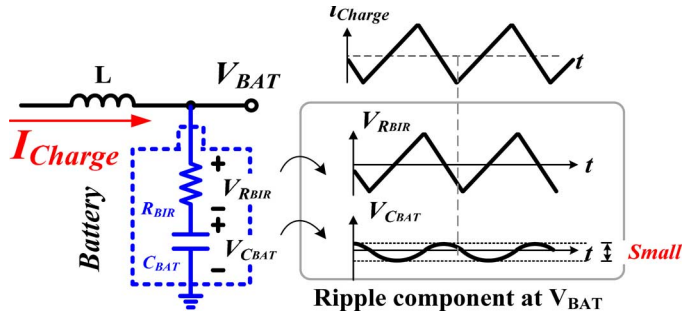 L
V_BAT
I_Charge
Battery
R_BIR
C_BAT
+
V_RBIR
−
+
V_CBAT
−
i_Charge
t
V_RBIR
t
V_CBAT
t
Small
Ripple component at V_BAT